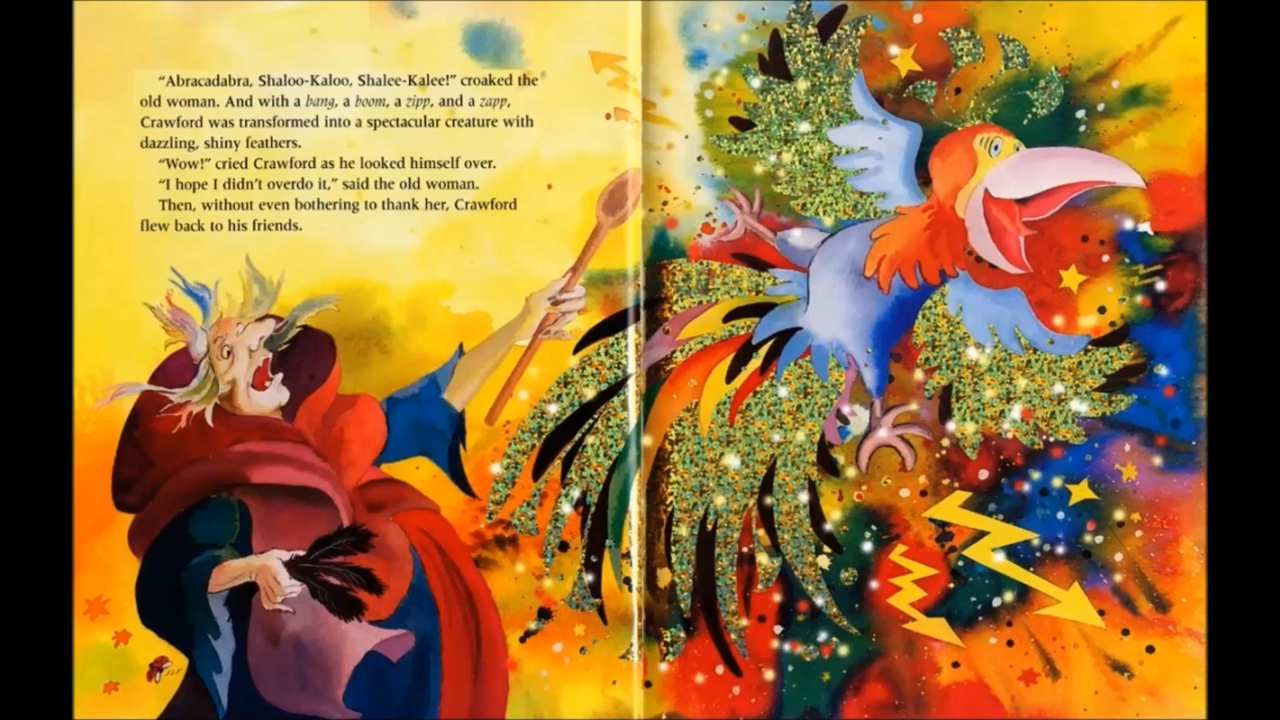 “Abracadabra, Shaloo-Kaloo, Shalee-Kalee!” croaked the
old woman. And with a bang, a boom, a zipp, and a zapp,
Crawford was transformed into a spectacular creature with
dazzling, shiny feathers.
“Wow!” cried Crawford as he looked himself over.
“I hope I didn’t overdo it,” said the old woman.
Then, without even bothering to thank her, Crawford
flew back to his friends.